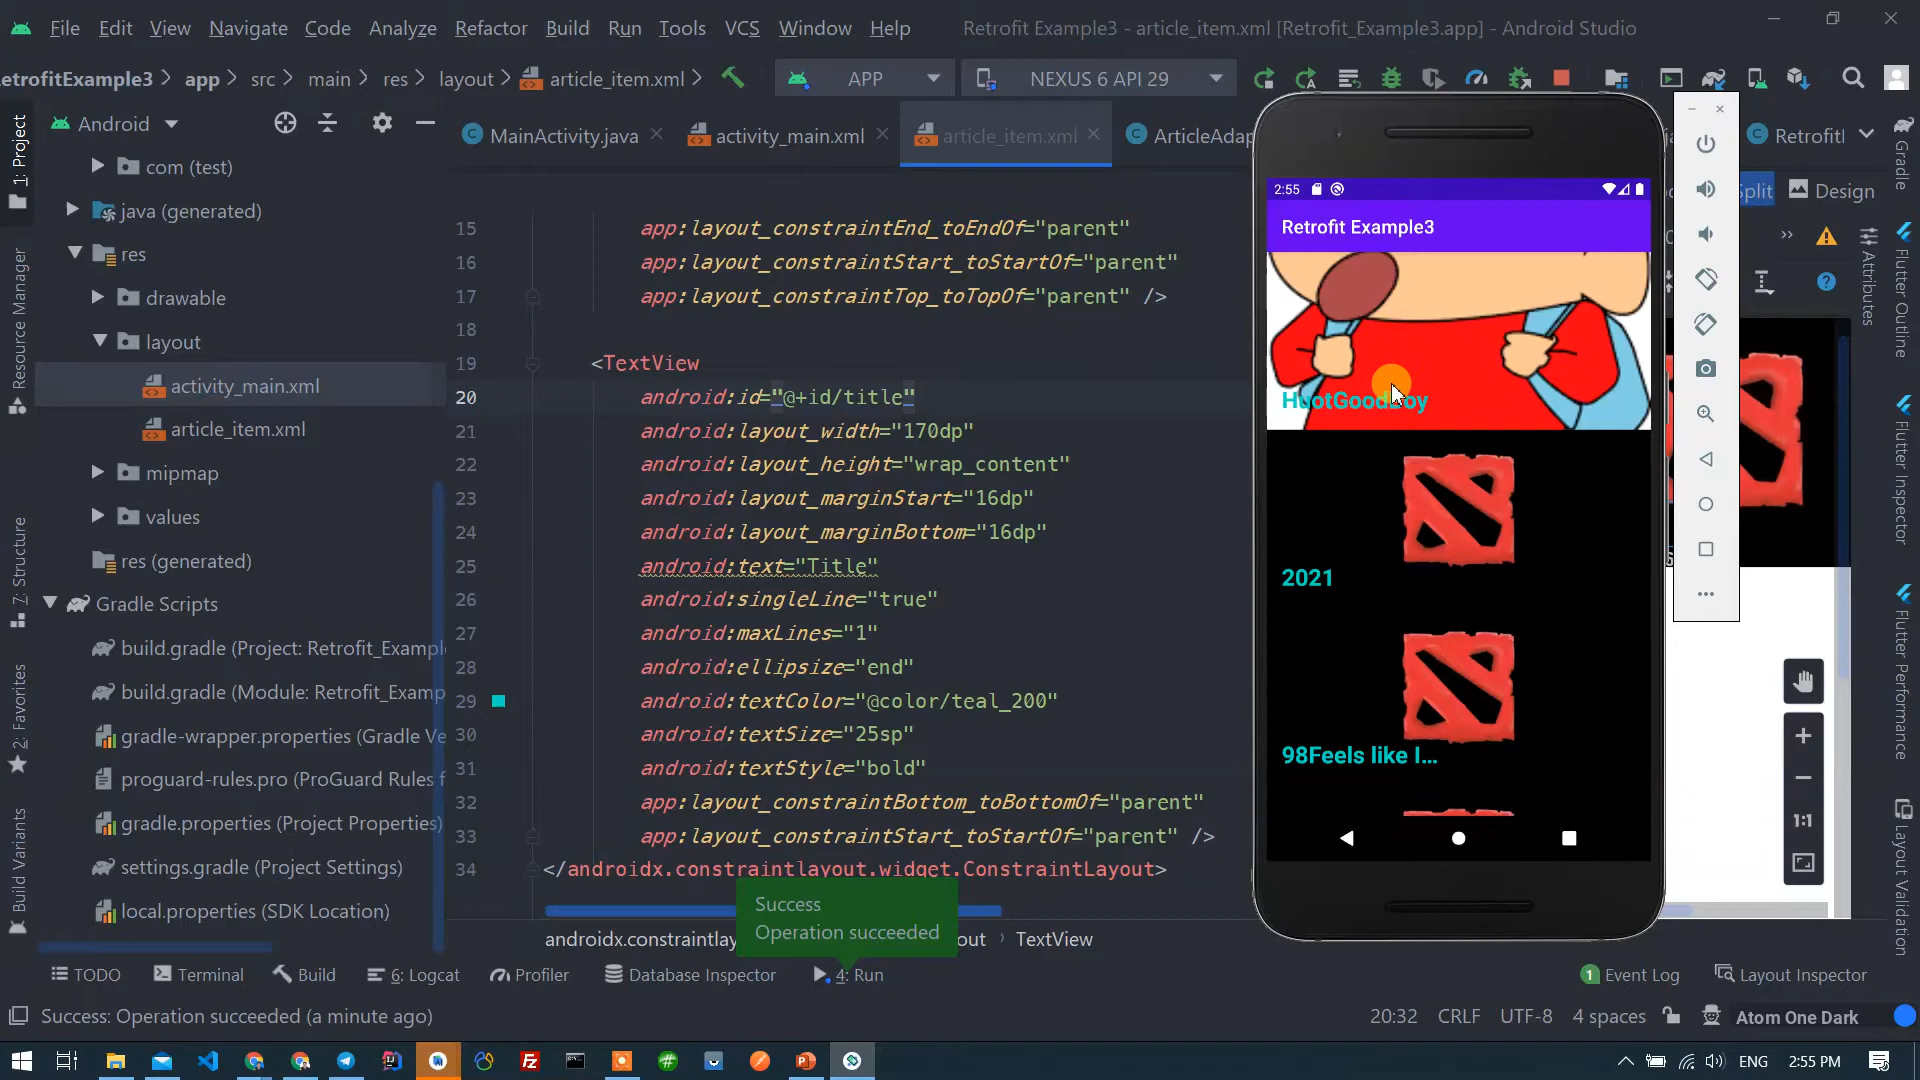 File Edit View Navigate Code Analyze Refactor Build Run Tools VCS Window Help Retrofit Example3 - article_item.xml [Retrofit_Example3.app] - Android Studio
etrofitExample3 app src main res layout article_item.xml APP NEXUS 6 API 29
1: Project
Resource Manager
Z: Structure
2: Favorites
Build Variants
Android
com (test)
java (generated)
res
drawable
layout
activity_main.xml
article_item.xml
mipmap
values
res (generated)
Gradle Scripts
build.gradle (Project: Retrofit_Exampl
build.gradle (Module: Retrofit_Examp
gradle-wrapper.properties (Gradle Ve
proguard-rules.pro (ProGuard Rules f
gradle.properties (Project Properties)
settings.gradle (Project Settings)
local.properties (SDK Location)
MainActivity.java activity_main.xml article_item.xml ArticleAdap Retrofitl
Split Design
15 app:layout_constraintEnd_toEndOf="parent"
16 app:layout_constraintStart_toStartOf="parent"
17 app:layout_constraintTop_toTopOf="parent" />
18
19 <TextView
20 android:id="@+id/title"
21 android:layout_width="170dp"
22 android:layout_height="wrap_content"
23 android:layout_marginStart="16dp"
24 android:layout_marginBottom="16dp"
25 android:text="Title"
26 android:singleLine="true"
27 android:maxLines="1"
28 android:ellipsize="end"
29 android:textColor="@color/teal_200"
30 android:textSize="25sp"
31 android:textStyle="bold"
32 app:layout_constraintBottom_toBottomOf="parent"
33 app:layout_constraintStart_toStartOf="parent" />
34 </androidx.constraintlayout.widget.ConstraintLayout>
Success
Operation succeeded
androidx.constraintlay out TextView
2:55
Retrofit Example3
2021
98Feels like I...
1:1
Gradle
Flutter Outline
Attributes
Flutter Inspector
Flutter Performance
Layout Validation
TODO Terminal Build 6: Logcat Profiler Database Inspector 4: Run 1 Event Log Layout Inspector
Success: Operation succeeded (a minute ago) 20:32 CRLF UTF-8 4 spaces Atom One Dark
ENG 2:55 PM